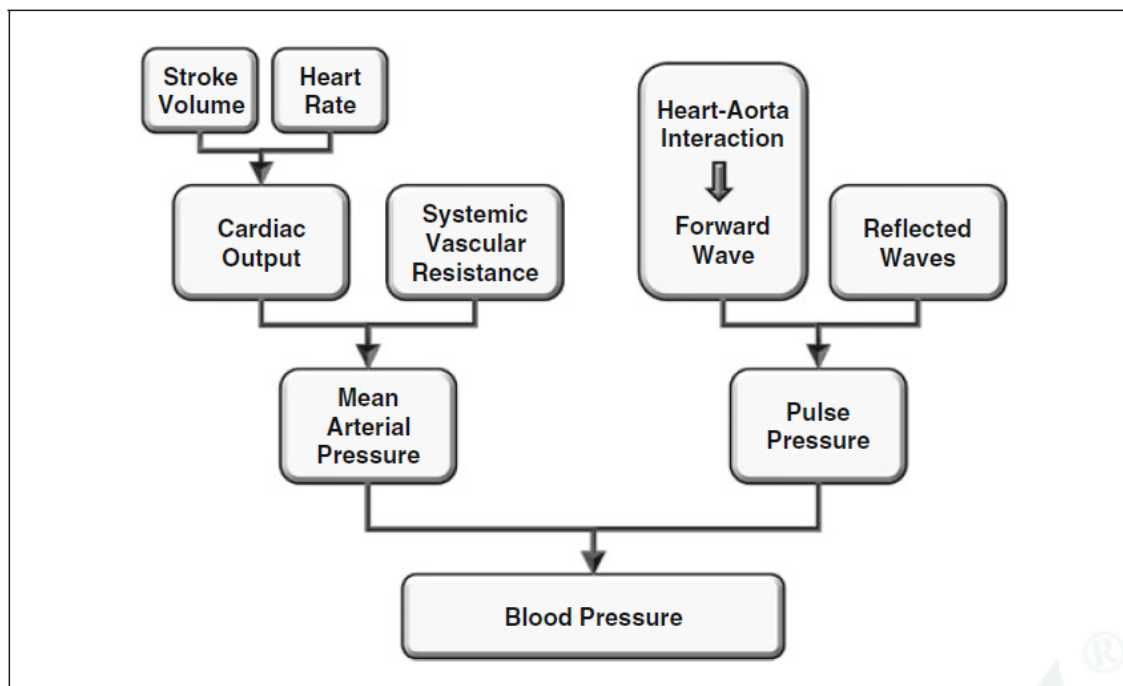 Stroke
Volume
Heart
Rate
Heart-Aorta
Interaction
Forward
Wave
Cardiac
Output
Systemic
Vascular
Resistance
Reflected
Waves
Mean
Arterial
Pressure
Pulse
Pressure
Blood Pressure
®